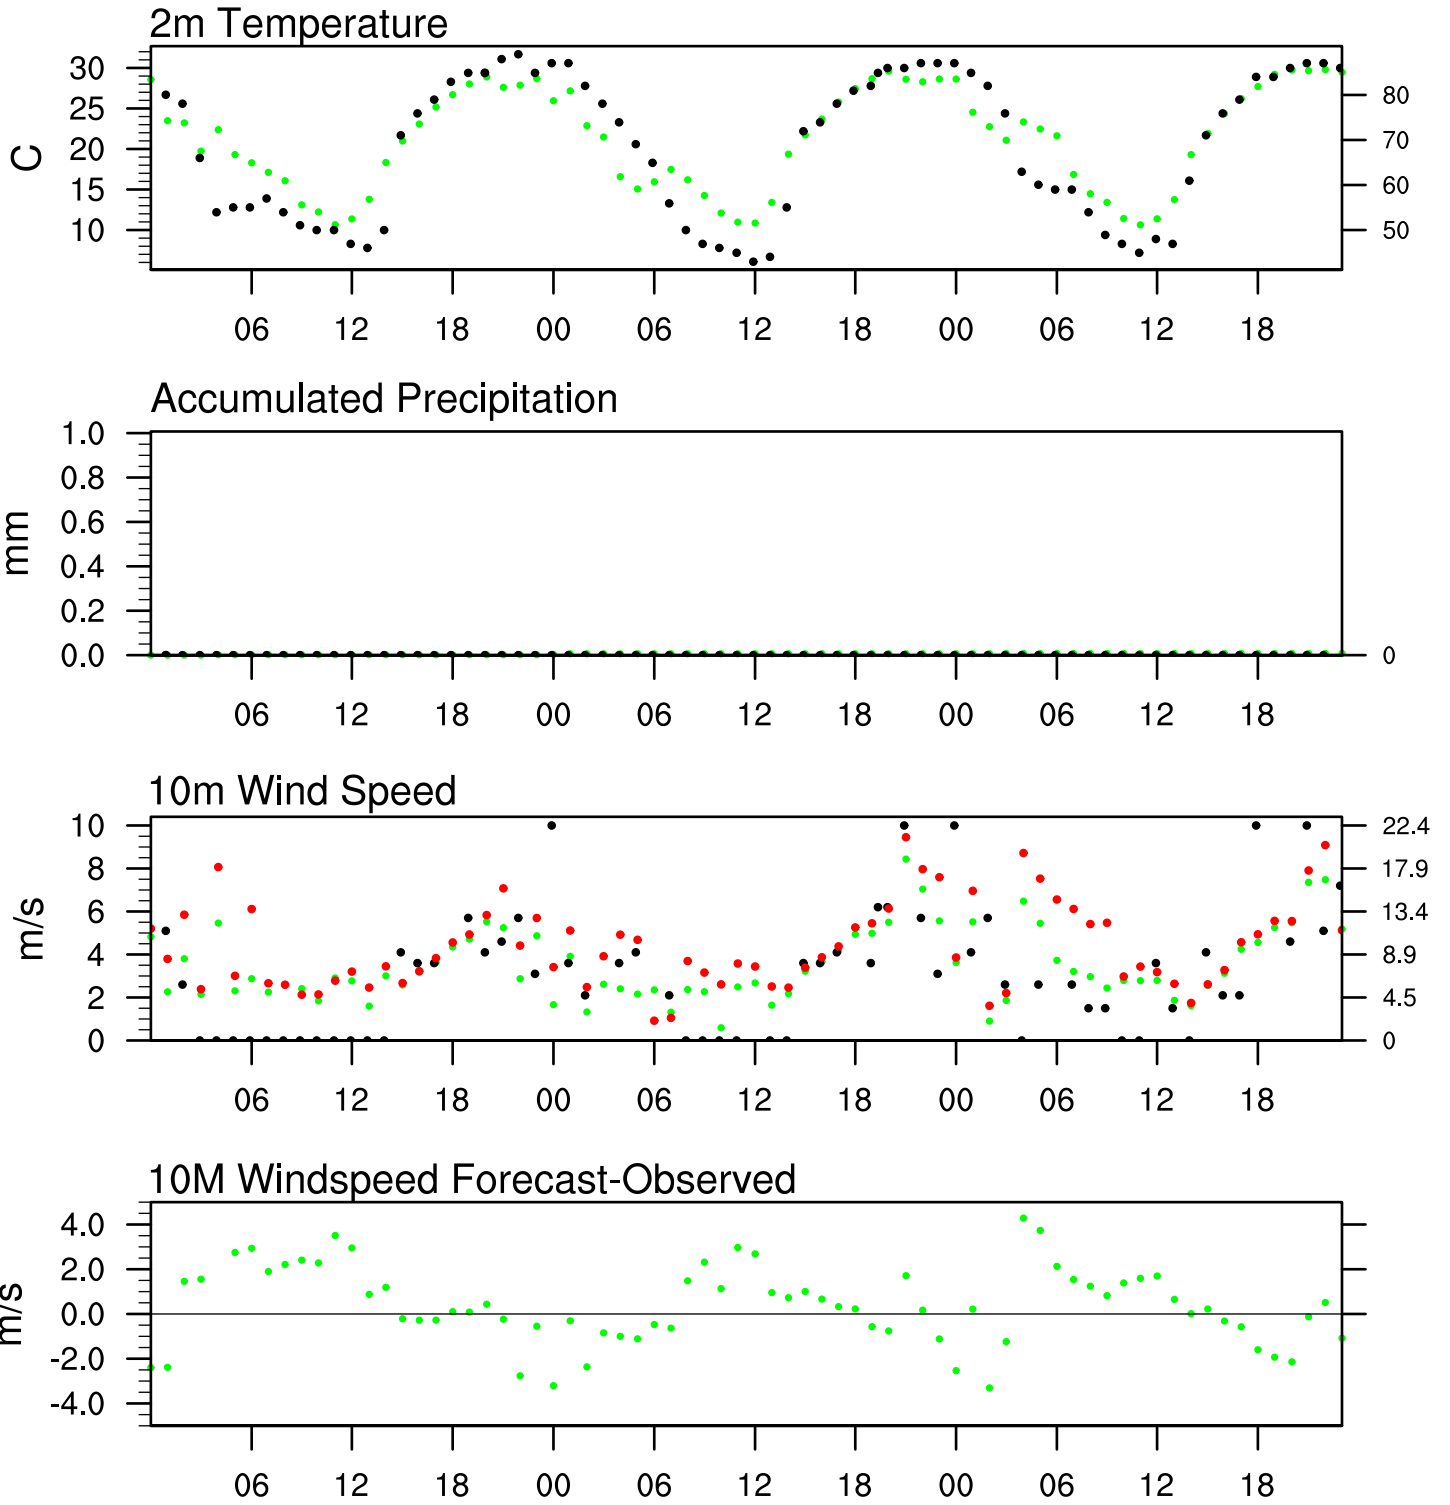 2m Temperature
30
25
20
15
10
C
80
70
60
50
06 12 18 00 06 12 18 00 06 12 18
Accumulated Precipitation
1.0
0.8
0.6
0.4
0.2
0.0
mm
0
06 12 18 00 06 12 18 00 06 12 18
10m Wind Speed
10
8
6
4
2
0
m/s
22.4
17.9
13.4
8.9
4.5
0
06 12 18 00 06 12 18 00 06 12 18
10M Windspeed Forecast-Observed
4.0
2.0
0.0
-2.0
-4.0
m/s
06 12 18 00 06 12 18 00 06 12 18